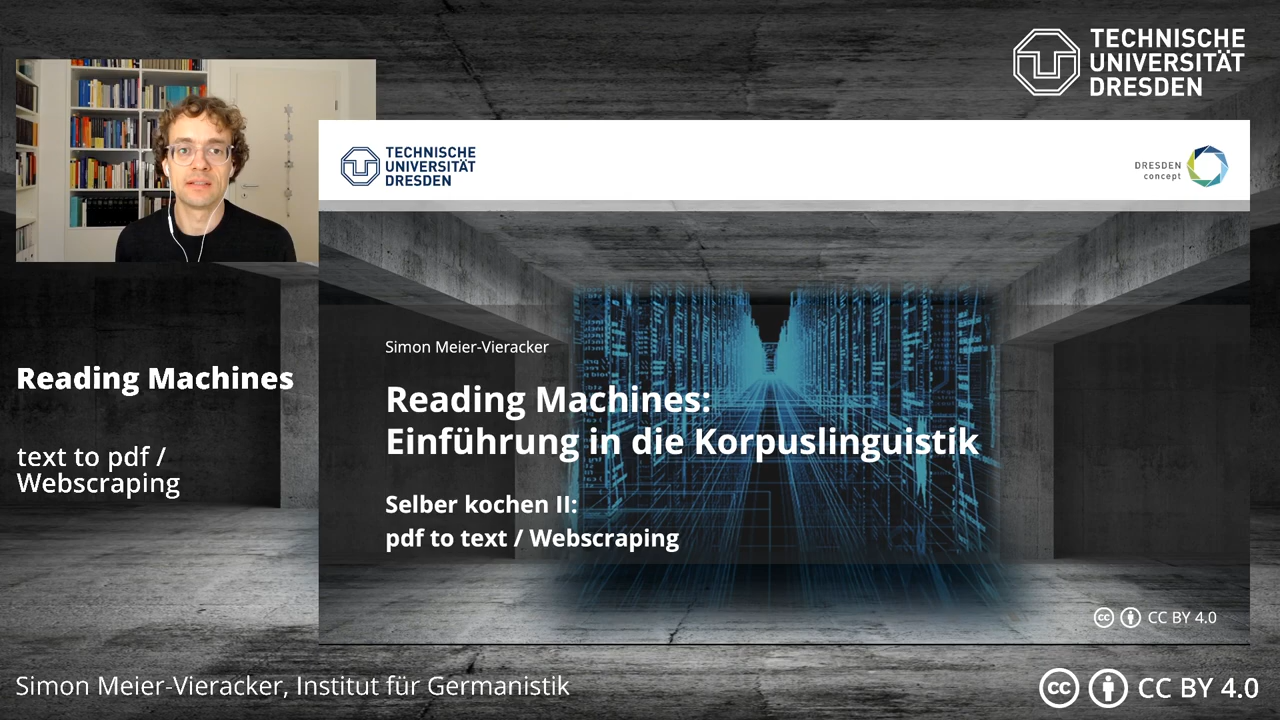 TECHNISCHE
UNIVERSITÄT
DRESDEN
TECHNISCHE
UNIVERSITÄT
DRESDEN
DRESDEN
concept
Simon Meier-Vieracker
Reading Machines:
Einführung in die Korpuslinguistik
Selber kochen II:
pdf to text / Webscraping
CC BY 4.0
Reading Machines
text to pdf /
Webscraping
Simon Meier-Vieracker, Institut für Germanistik
CC BY 4.0